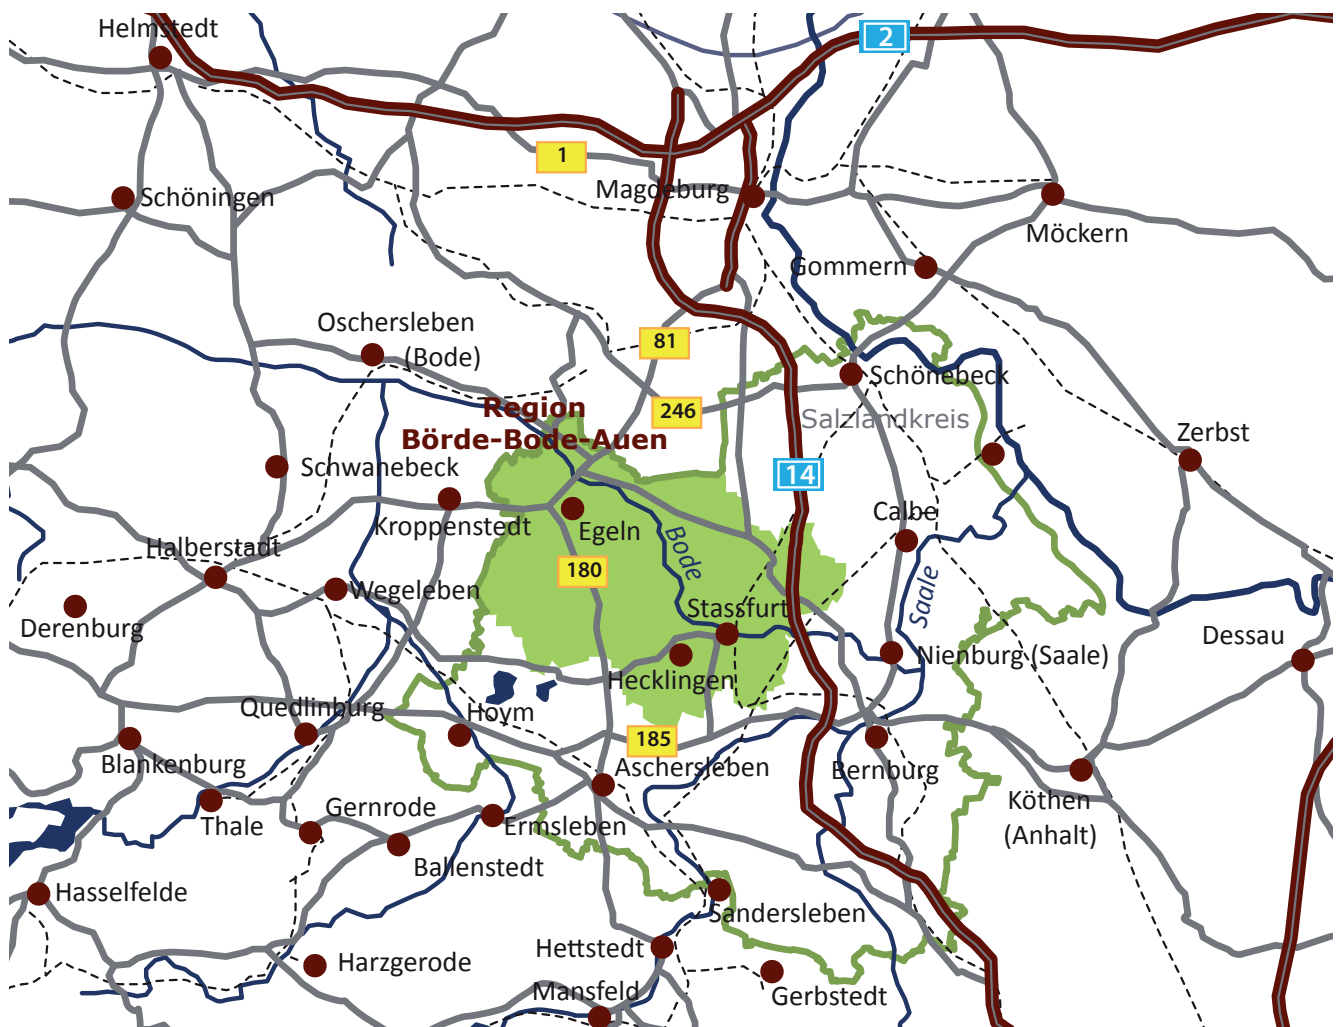 Helmstedt
2
1
Schöningen
Magdeburg
Möckern
Gommern
Oschersleben
(Bode)
81
Schönebeck
246
Region
Börde-Bode-Auen
Salzlandkreis
Zerbst
Schwanebeck
14
Kroppenstedt
Egeln
Calbe
Halberstadt
Bode
180
Wegeleben
Saale
Derenburg
Stassfurt
Dessau
Nienburg (Saale)
Hecklingen
Quedlinburg
Hoym
185
Blankenburg
Aschersleben
Bernburg
Thale
Gernrode
Ermsleben
Köthen
(Anhalt)
Ballenstedt
Hasselfelde
Sandersleben
Hettstedt
Harzgerode
Mansfeld
Gerbstedt